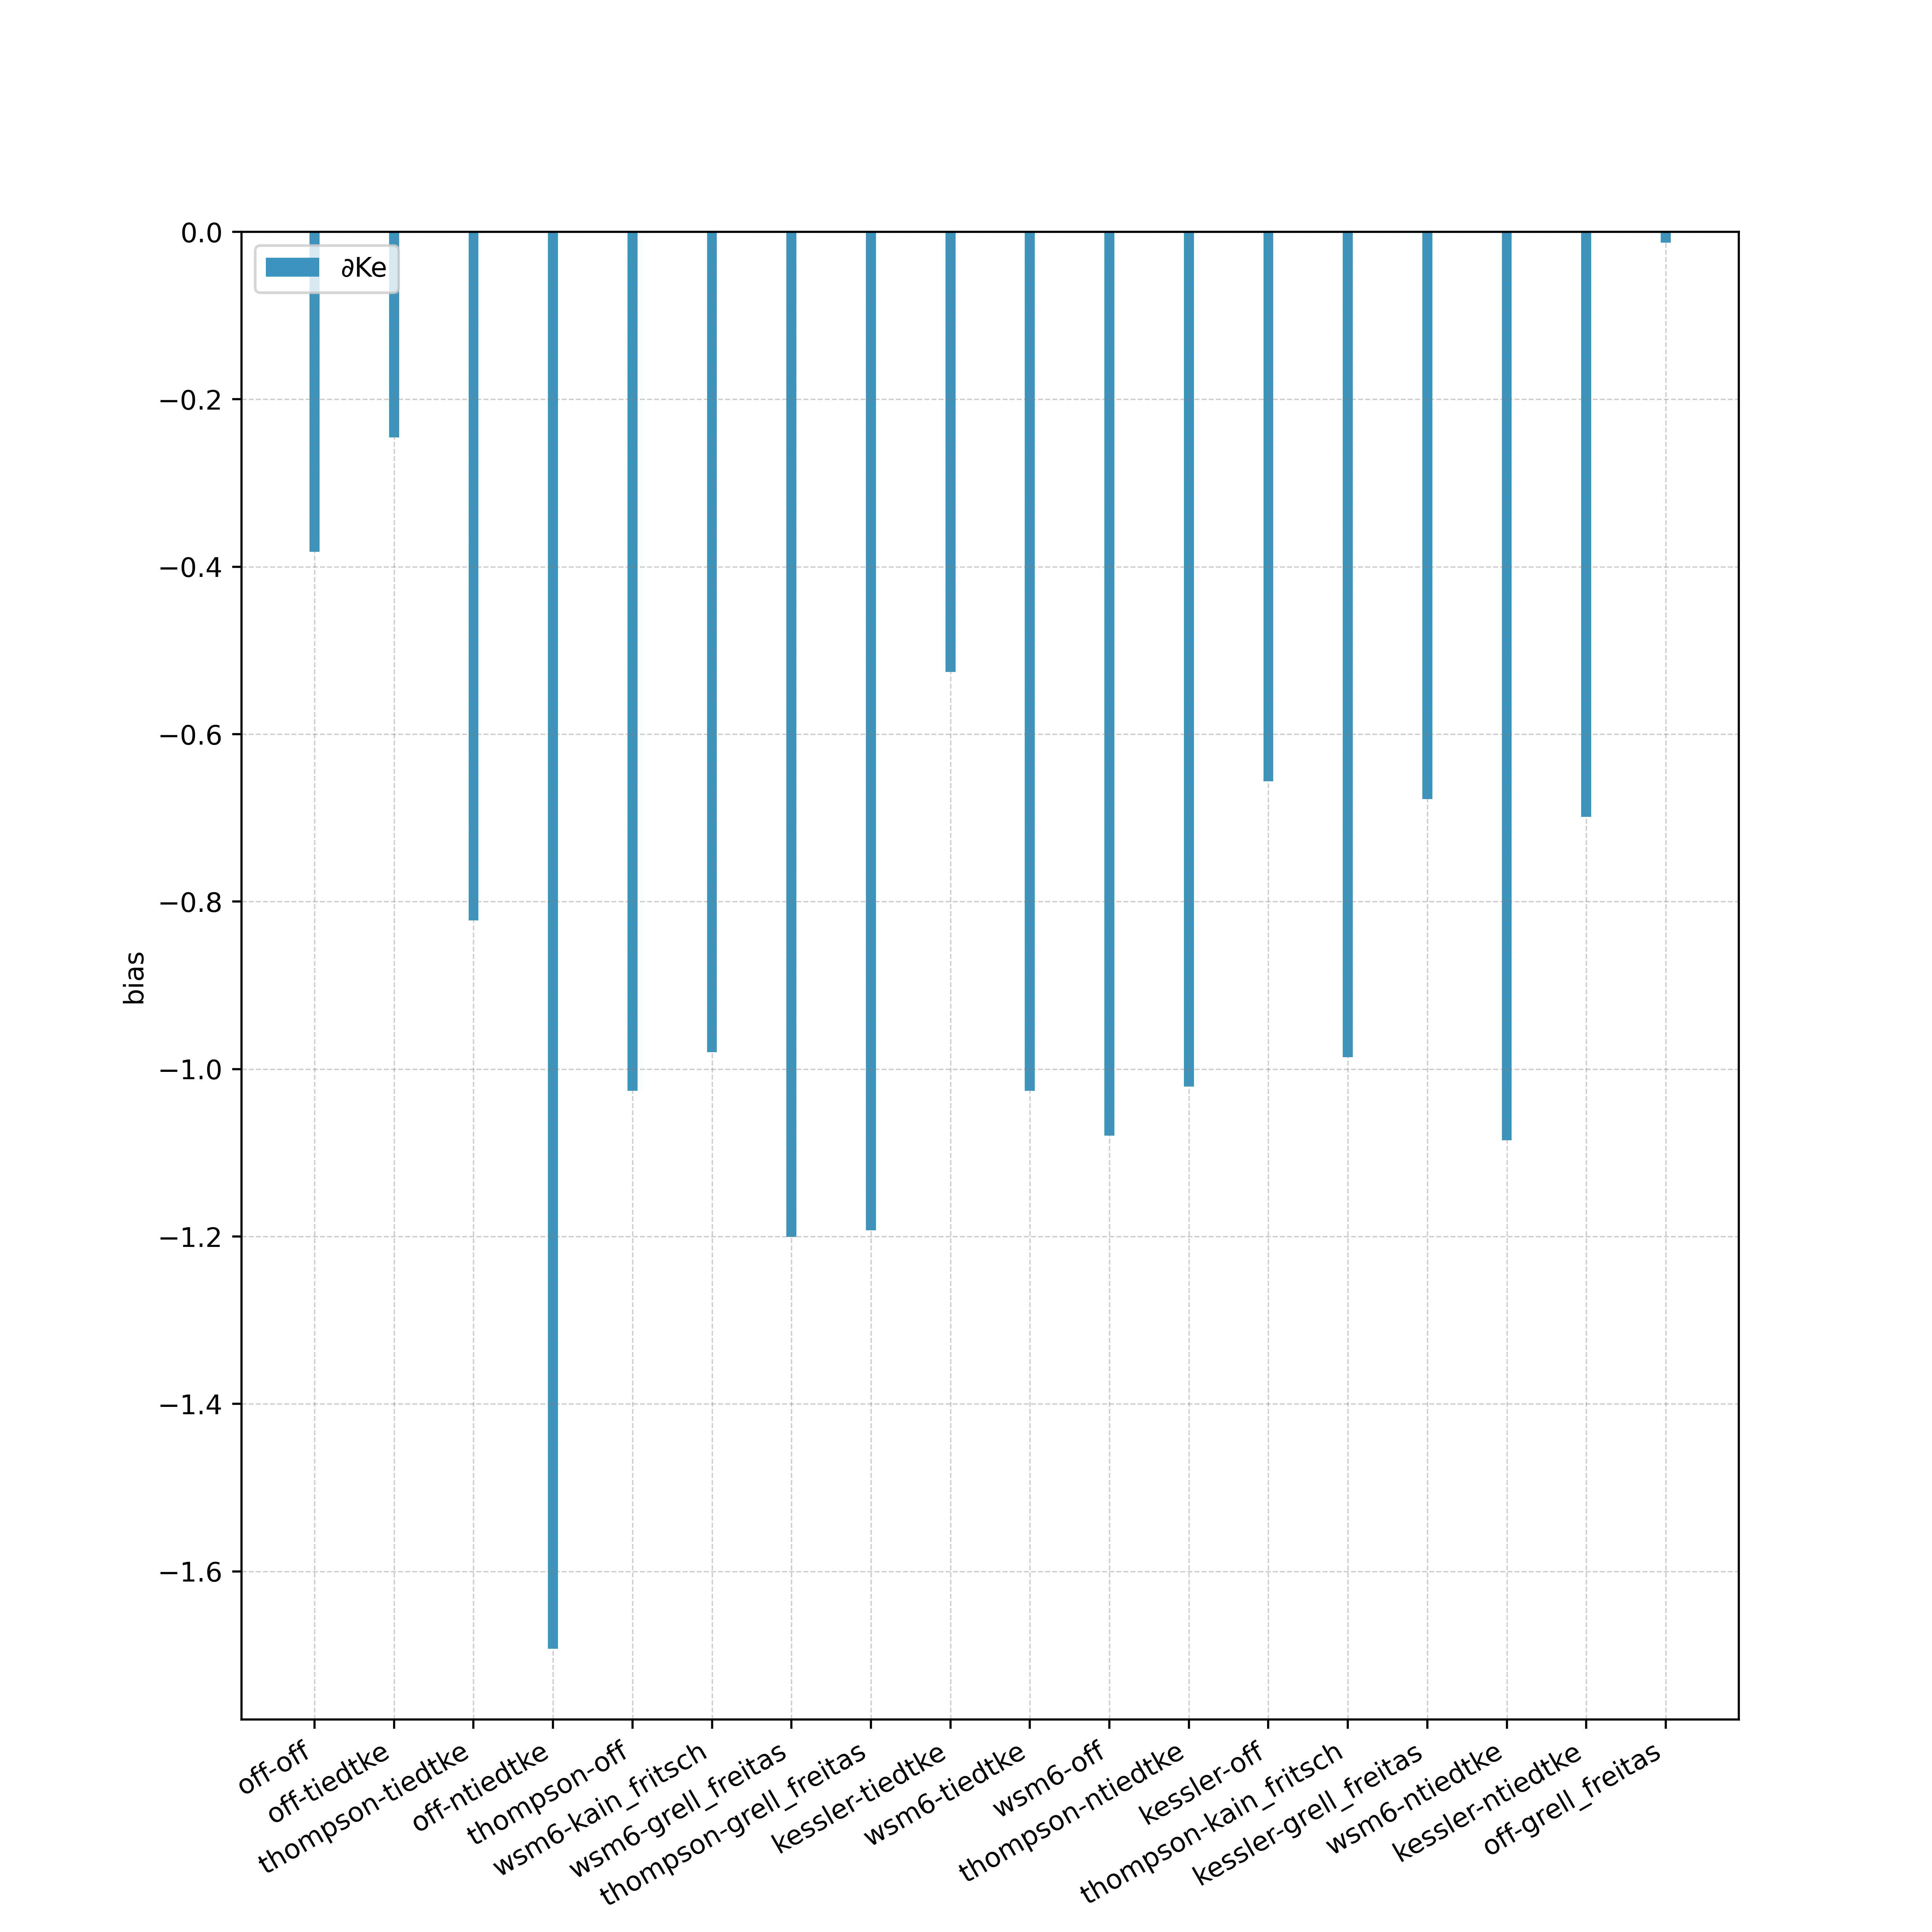 ∂Ke
0.0
−0.2
−0.4
−0.6
−0.8
−1.0
−1.2
−1.4
−1.6
bias
off-off
off-tiedtke
thompson-tiedtke
off-ntiedtke
thompson-off
wsm6-kain_fritsch
wsm6-grell_freitas
thompson-grell_freitas
kessler-tiedtke
wsm6-tiedtke
wsm6-off
thompson-ntiedtke
kessler-off
thompson-kain_fritsch
kessler-grell_freitas
wsm6-ntiedtke
kessler-ntiedtke
off-grell_freitas